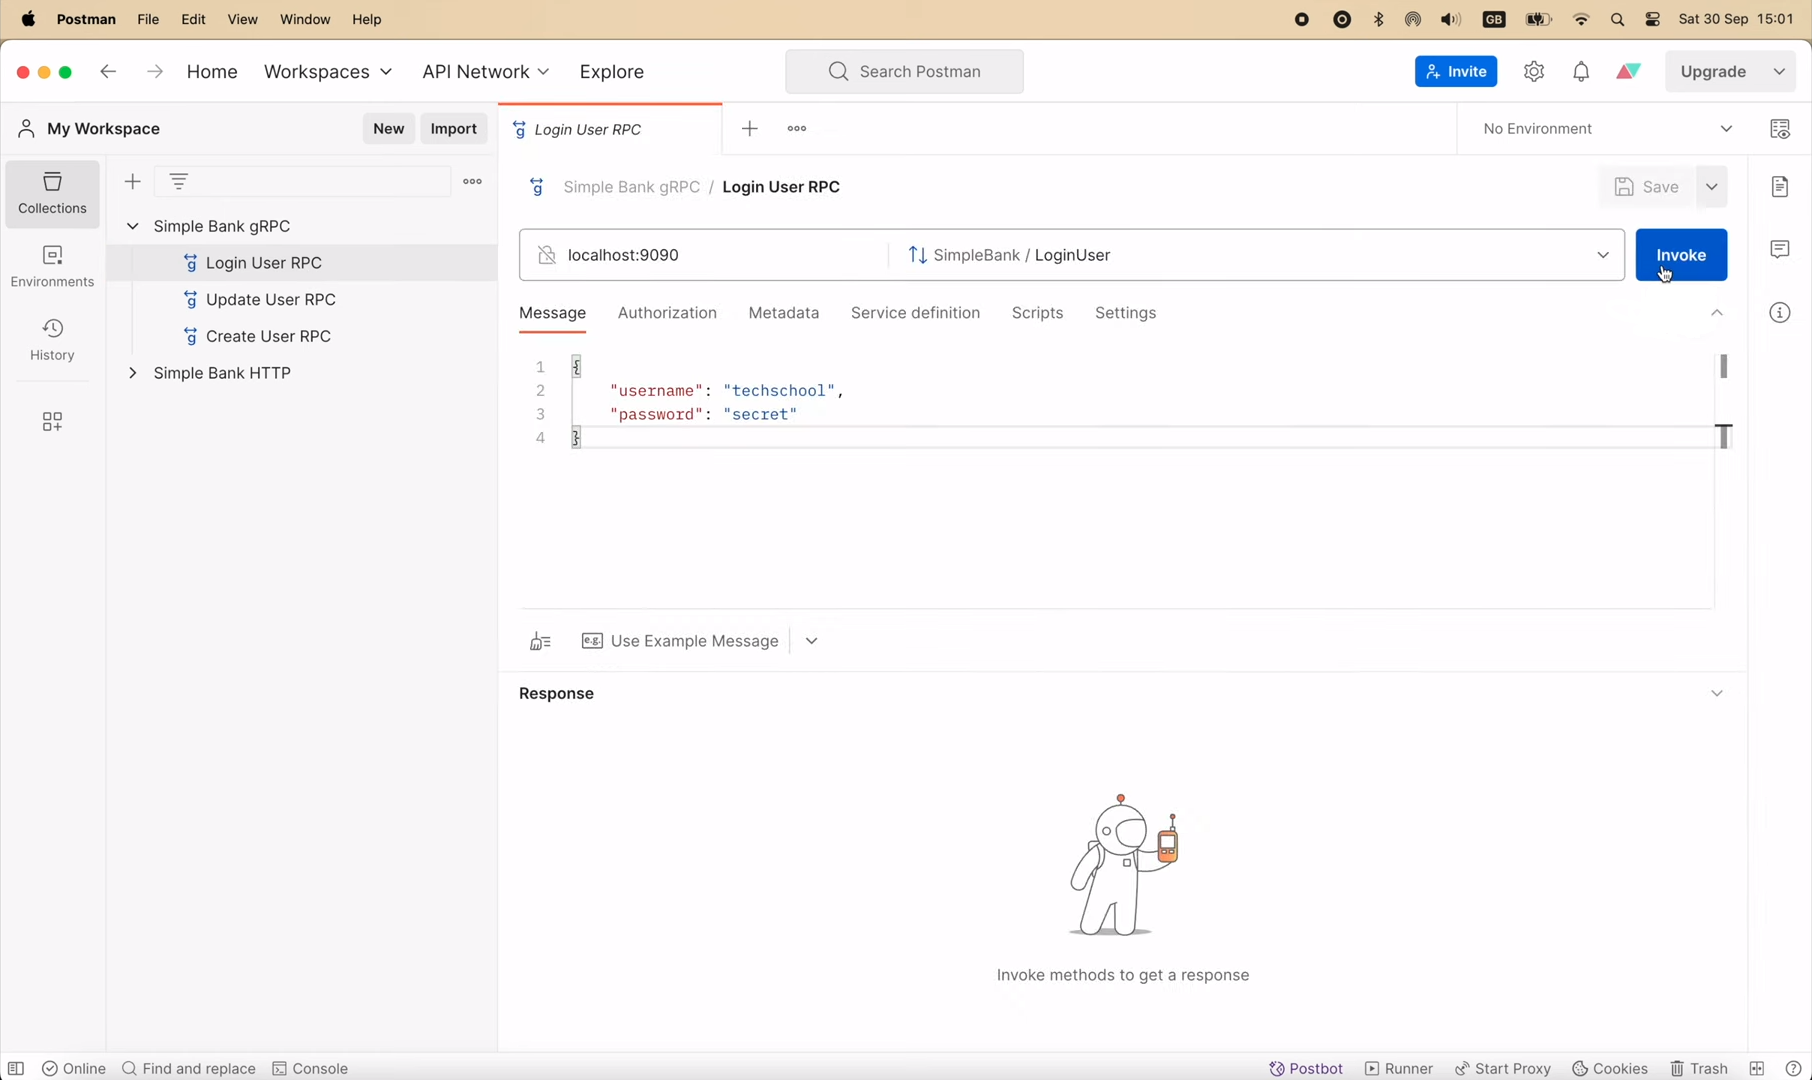 Postman File Edit View Window Help GB Sat 30 Sep 15:01
Home Workspaces API Network Explore Search Postman Invite Upgrade
My Workspace New Import Login User RPC No Environment
Collections
Simple Bank gRPC / Login User RPC Save
Simple Bank gRPC
Login User RPC
Update User RPC
Create User RPC
Simple Bank HTTP
Environments
History
localhost:9090 SimpleBank / LoginUser Invoke
Message Authorization Metadata Service definition Scripts Settings
1 {
2 "username": "techschool",
3 "password": "secret"
4 }
e.g. Use Example Message
Response
Invoke methods to get a response
Online Find and replace Console Postbot Runner Start Proxy Cookies Trash